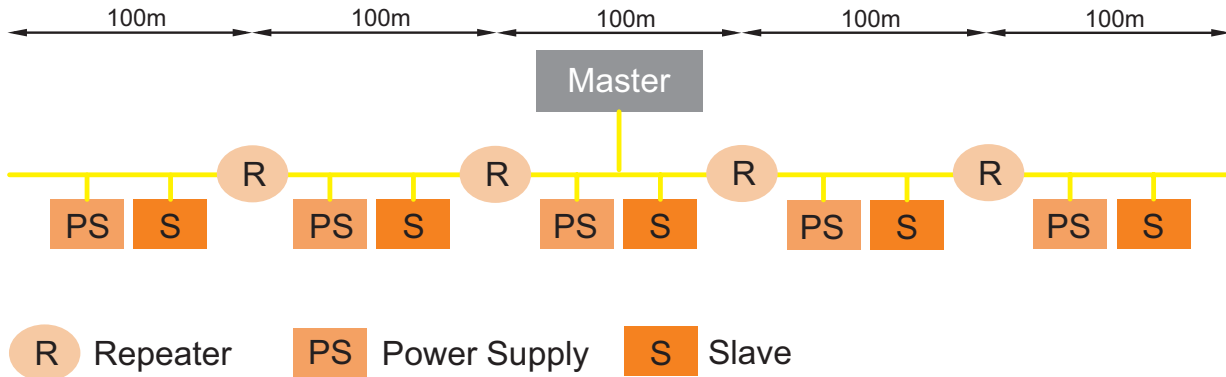 100m 100m 100m 100m 100m
Master
R R R R
PS S PS S PS S PS S PS S
R Repeater PS Power Supply S Slave